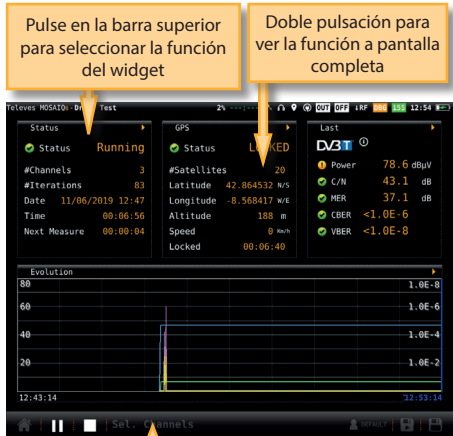 Pulse en la barra superior
para seleccionar la función
del widget
Doble pulsación para
ver la función a pantalla
completa
Test
2%
OUT OFF
RF
155 12:54
Status
Status Running
#Channels 3
#Iterations 83
Date 11/06/2019 12:47
Time 00:06:56
Next Measure 00:00:04
GPS
Status
#Satellites 20
Latitude 42.864532 N/S
Longitude -8.568417 W/E
Altitude 188 m
Speed 0 Km/h
Locked 00:06:40
Last
DVB T
Power 78.6 dBµV
C/N 43.1 dB
MER 37.1 dB
CBER <1.0E-6
VBER <1.0E-8
Evolution
80 1.0E-8
60 1.0E-6
40 1.0E-4
20 1.0E-2
12:43:14 12:53:14
Sel. Channels
DEFAULT